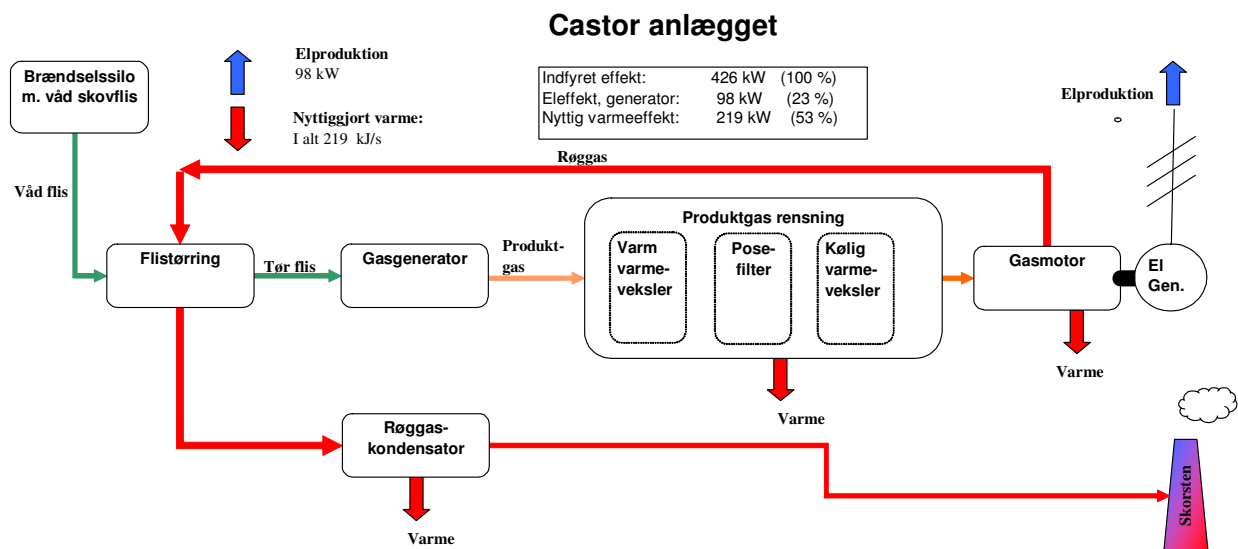 Castor anlægget
Brændselssilo
m. våd skovflis
Elproduktion
98 kW
Nyttiggjort varme:
I alt 219 kJ/s
Indfyret effekt: 426 kW (100 %)
Eleffekt, generator: 98 kW (23 %)
Nyttig varmeeffekt: 219 kW (53 %)
Elproduktion
Røggas
Våd flis
Flistørring
Tør flis
Gasgenerator
Produkt-
gas
Produktgas rensning
Varm
varme-
veksler
Pose-
filter
Kølig
varme-
veksler
Gasmotor
El
Gen.
Varme
Varme
Røggas-
kondensator
Varme
Skorsten